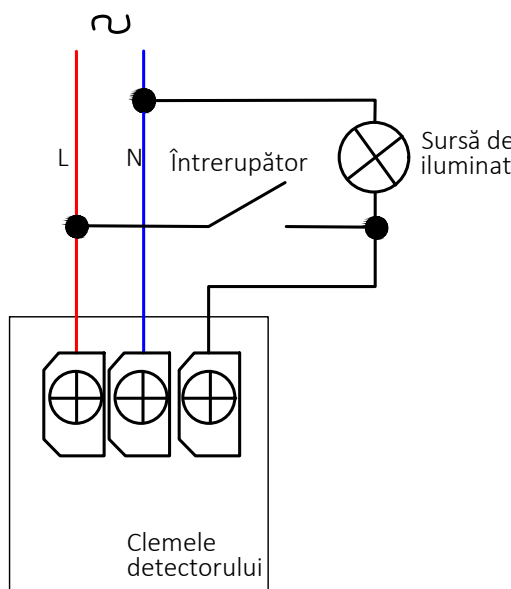 L
N
Întrerupător
Sursă de
iluminat
Clemele
detectorului